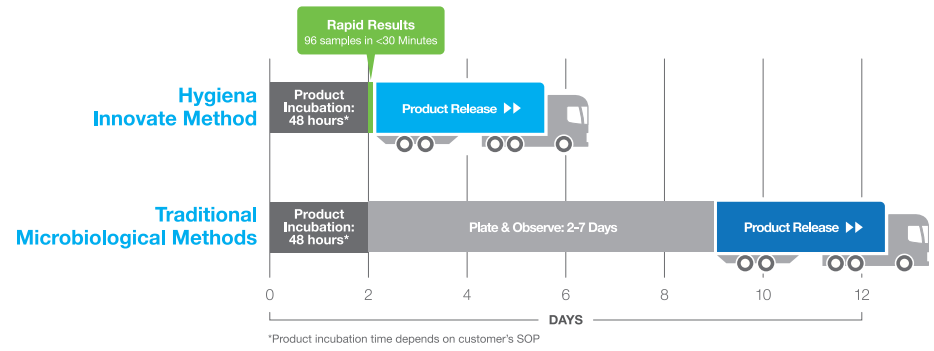 Rapid Results
96 samples in <30 Minutes
Hygiena
Innovate Method
Product
Incubation:
48 hours*
Product Release
Traditional
Microbiological Methods
Product
Incubation:
48 hours*
Plate & Observe: 2–7 Days
Product Release
0 2 4 6 8 10 12
DAYS
*Product incubation time depends on customer's SOP